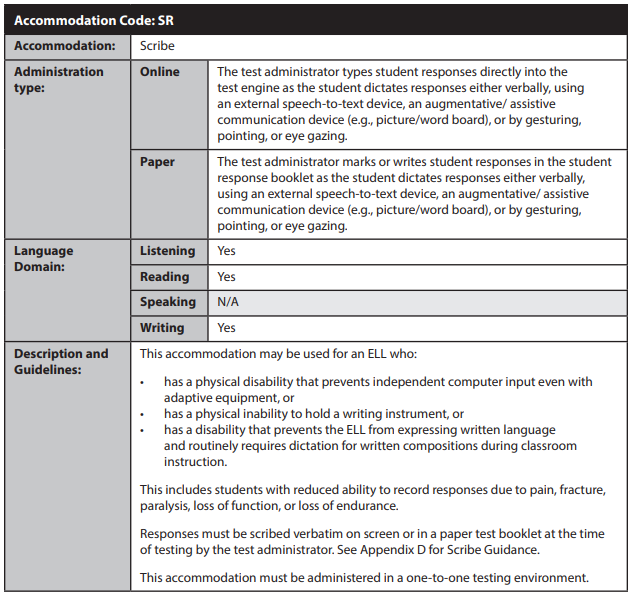 Accommodation Code: SR
Accommodation: Scribe
Administration type:
Online
The test administrator types student responses directly into the
test engine as the student dictates responses either verbally, using
an external speech-to-text device, an augmentative/ assistive
communication device (e.g., picture/word board), or by gesturing,
pointing, or eye gazing.
Paper
The test administrator marks or writes student responses in the student
response booklet as the student dictates responses either verbally,
using an external speech-to-text device, an augmentative/ assistive
communication device (e.g., picture/word board), or by gesturing,
pointing, or eye gazing.
Language
Domain:
Listening Yes
Reading Yes
Speaking N/A
Writing Yes
Description and
Guidelines:
This accommodation may be used for an ELL who:
• has a physical disability that prevents independent computer input even with
adaptive equipment, or
• has a physical inability to hold a writing instrument, or
• has a disability that prevents the ELL from expressing written language
and routinely requires dictation for written compositions during classroom
instruction.
This includes students with reduced ability to record responses due to pain, fracture,
paralysis, loss of function, or loss of endurance.
Responses must be scribed verbatim on screen or in a paper test booklet at the time
of testing by the test administrator. See Appendix D for Scribe Guidance.
This accommodation must be administered in a one-to-one testing environment.